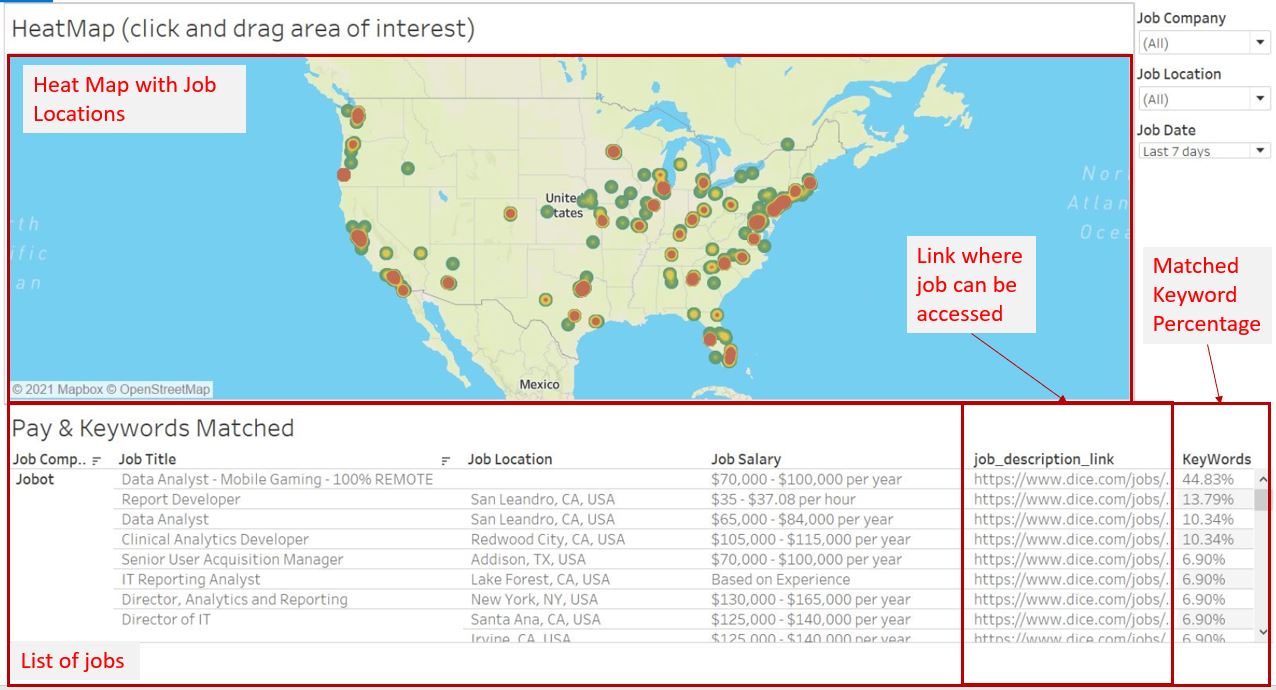 HeatMap (click and drag area of interest)
Job Company
(All)
Job Location
(All)
Job Date
Last 7 days
Heat Map with Job
Locations
United
States
Mexico
Nor
Atlan
Ocea
th
ific
an
© 2021 Mapbox © OpenStreetMap
Link where
job can be
accessed
Matched
Keyword
Percentage
Pay & Keywords Matched
Job Comp.. Job Title Job Location Job Salary job_description_link KeyWords
Jobot Data Analyst - Mobile Gaming - 100% REMOTE $70,000 - $100,000 per year https://www.dice.com/jobs/. 44.83%
Report Developer San Leandro, CA, USA $35 - $37.08 per hour https://www.dice.com/jobs/. 13.79%
Data Analyst San Leandro, CA, USA $65,000 - $84,000 per year https://www.dice.com/jobs/. 10.34%
Clinical Analytics Developer Redwood City, CA, USA $105,000 - $115,000 per year https://www.dice.com/jobs/. 10.34%
Senior User Acquisition Manager Addison, TX, USA $70,000 - $100,000 per year https://www.dice.com/jobs/. 6.90%
IT Reporting Analyst Lake Forest, CA, USA Based on Experience https://www.dice.com/jobs/. 6.90%
Director, Analytics and Reporting New York, NY, USA $130,000 - $165,000 per year https://www.dice.com/jobs/. 6.90%
Director of IT Santa Ana, CA, USA $125,000 - $140,000 per year https://www.dice.com/jobs/. 6.90%
Irvine, CA, USA $125,000 - $140,000 per year https://www.dice.com/jobs/. 6.90%
List of jobs